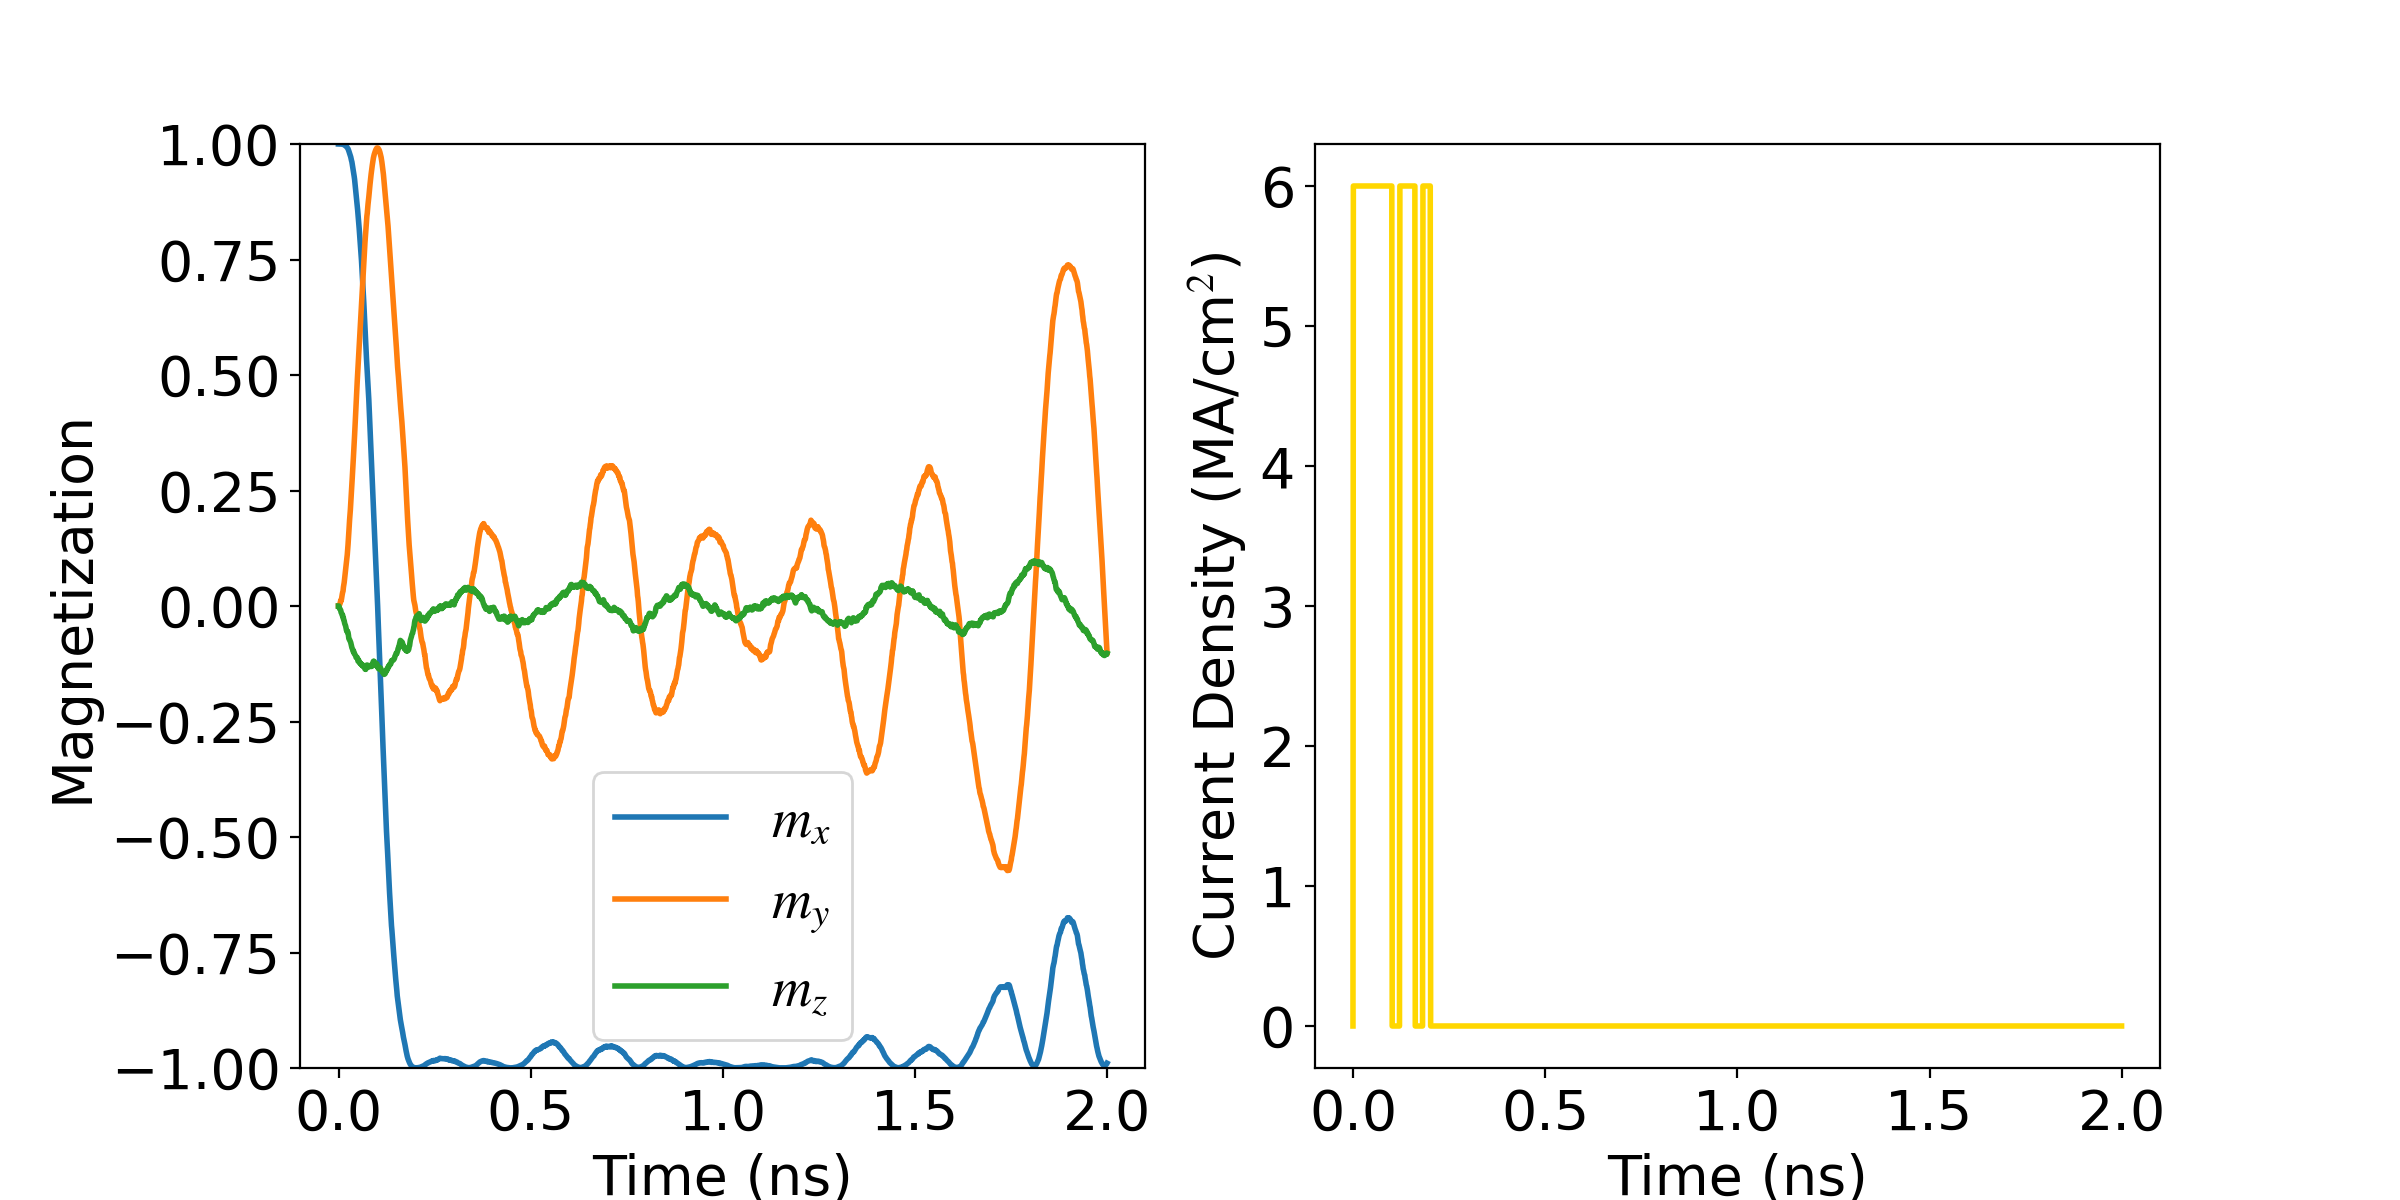 Magnetization
1.00
0.75
0.50
0.25
0.00
−0.25
−0.50
−0.75
−1.00
0.0 0.5 1.0 1.5 2.0
Time (ns)
m_x
m_y
m_z
Current Density (MA/cm²)
6
5
4
3
2
1
0
0.0 0.5 1.0 1.5 2.0
Time (ns)